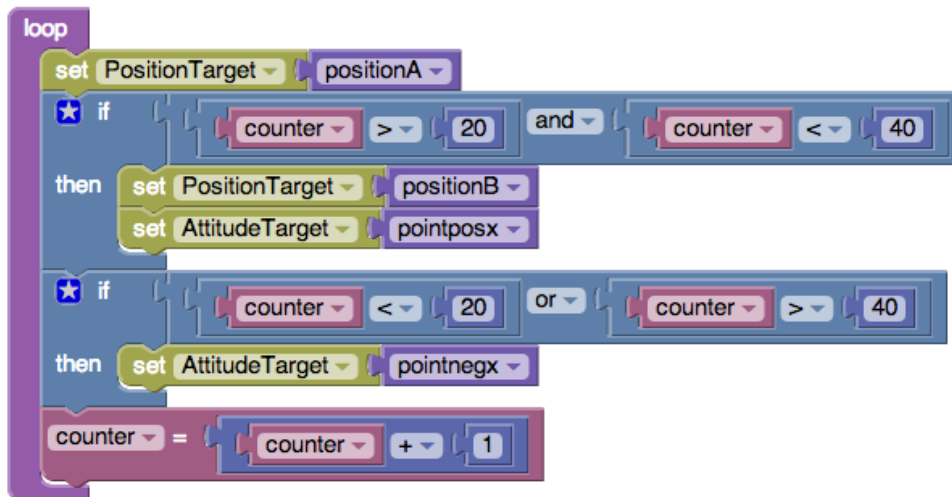 loop
set PositionTarget positionA
if counter > 20 and counter < 40
then set PositionTarget positionB
set AttitudeTarget pointposx
if counter < 20 or counter > 40
then set AttitudeTarget pointnegx
counter = counter + 1